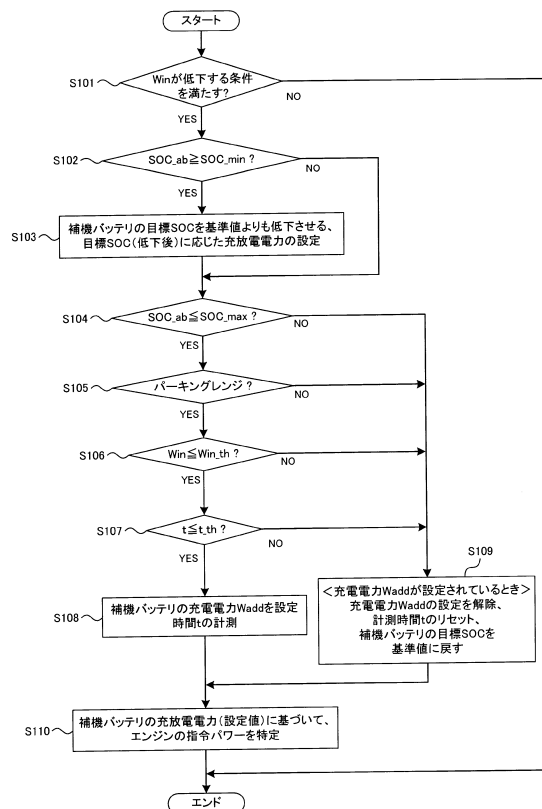 スタート
S101
Winが低下する条件
を満たす?
NO
YES
S102
SOC_ab≧SOC_min ?
NO
YES
S103
補機バッテリの目標SOCを基準値よりも低下させる、
目標SOC(低下後)に応じた充放電電力の設定
S104
SOC_ab≦SOC_max ?
NO
YES
S105
パーキングレンジ ?
NO
YES
S106
Win≦Win_th ?
NO
YES
S107
t≦t_th ?
NO
YES
S109
S108
補機バッテリの充電電力Waddを設定
時間tの計測
<充電電力Waddが設定されているとき>
充電電力Waddの設定を解除、
計測時間tのリセット、
補機バッテリの目標SOCを
基準値に戻す
S110
補機バッテリの充放電電力(設定値)に基づいて、
エンジンの指令パワーを特定
エンド